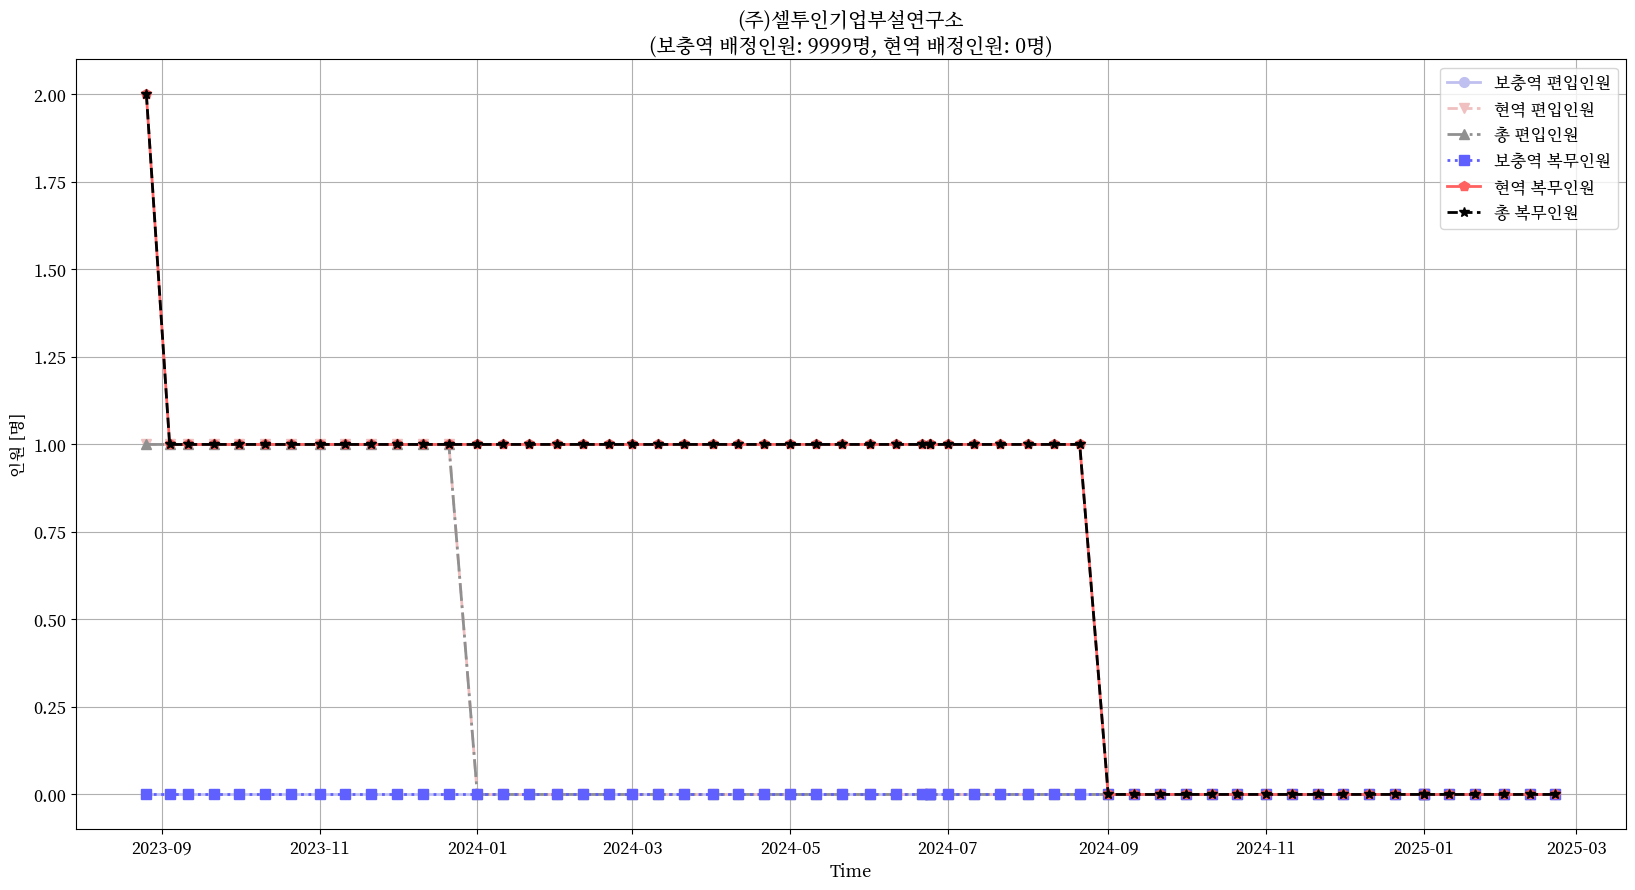 (주)셀투인기업부설연구소
(보충역 배정인원: 9999명, 현역 배정인원: 0명)
보충역 편입인원
현역 편입인원
총 편입인원
보충역 복무인원
현역 복무인원
총 복무인원
2.00
1.75
1.50
1.25
1.00
0.75
0.50
0.25
0.00
인원 [명]
2023-09
2023-11
2024-01
2024-03
2024-05
2024-07
2024-09
2024-11
2025-01
2025-03
Time